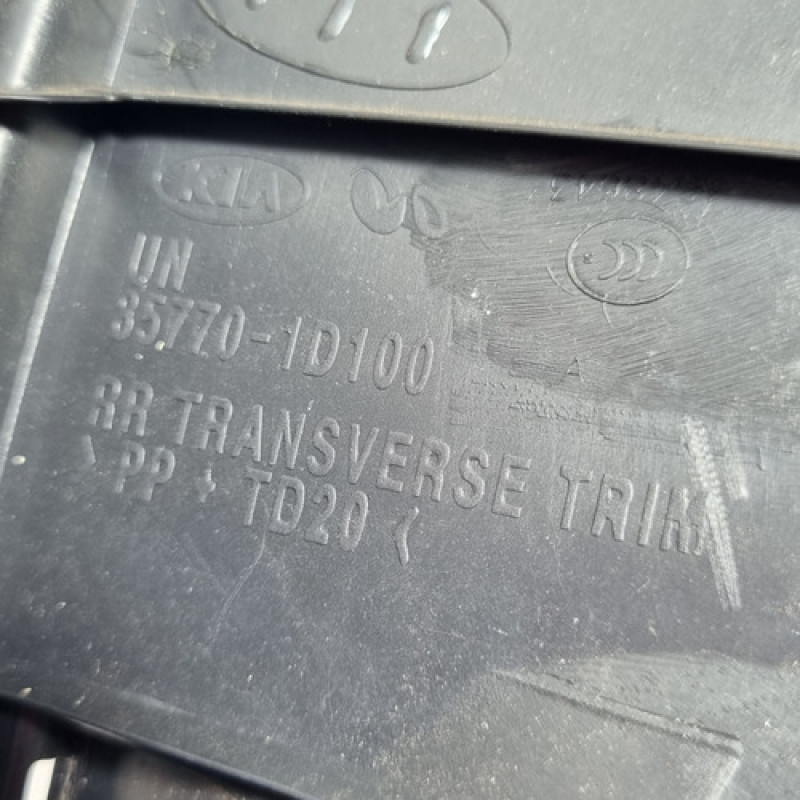 KIA
UN
85770-1D100
RR TRANSVERSE TRIM
>PP + TD20<